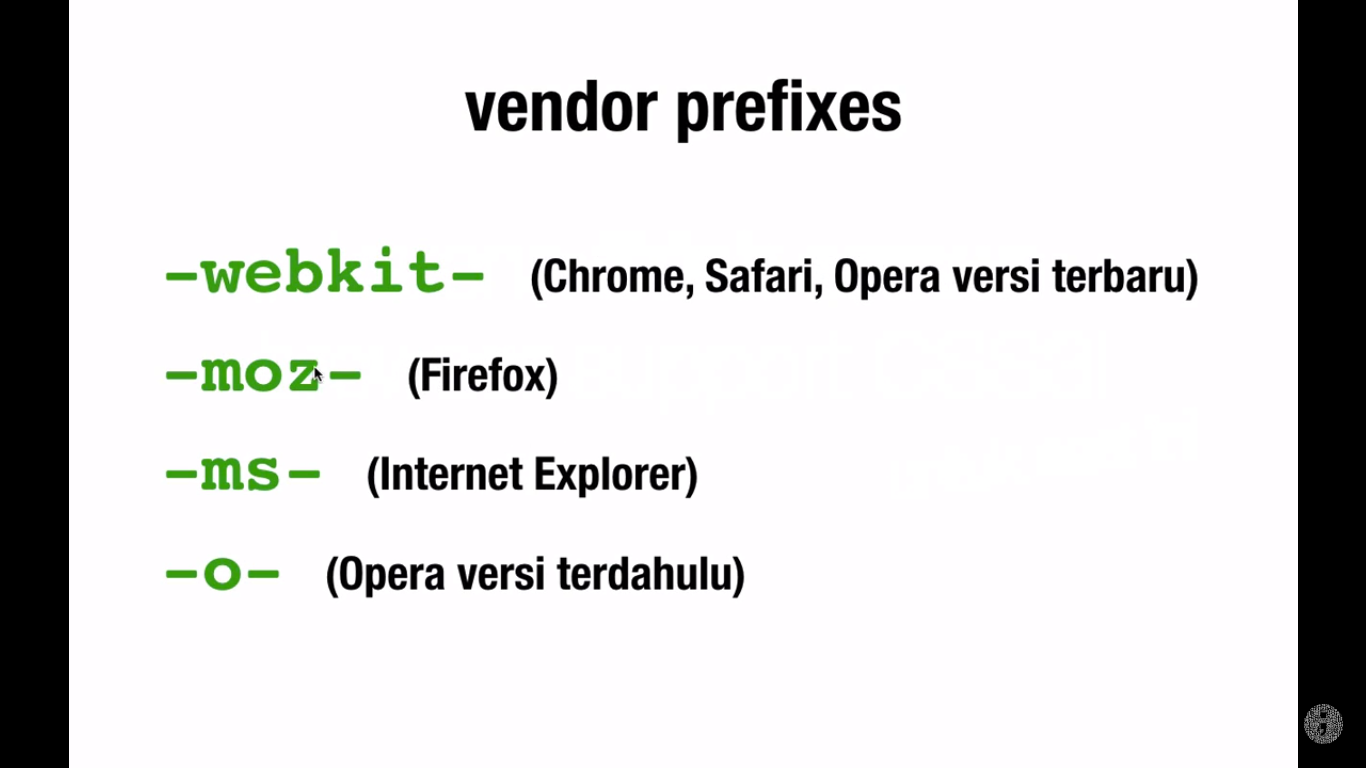 vendor prefixes
-webkit- (Chrome, Safari, Opera versi terbaru)
-moz- (Firefox)
-ms- (Internet Explorer)
-o- (Opera versi terdahulu)